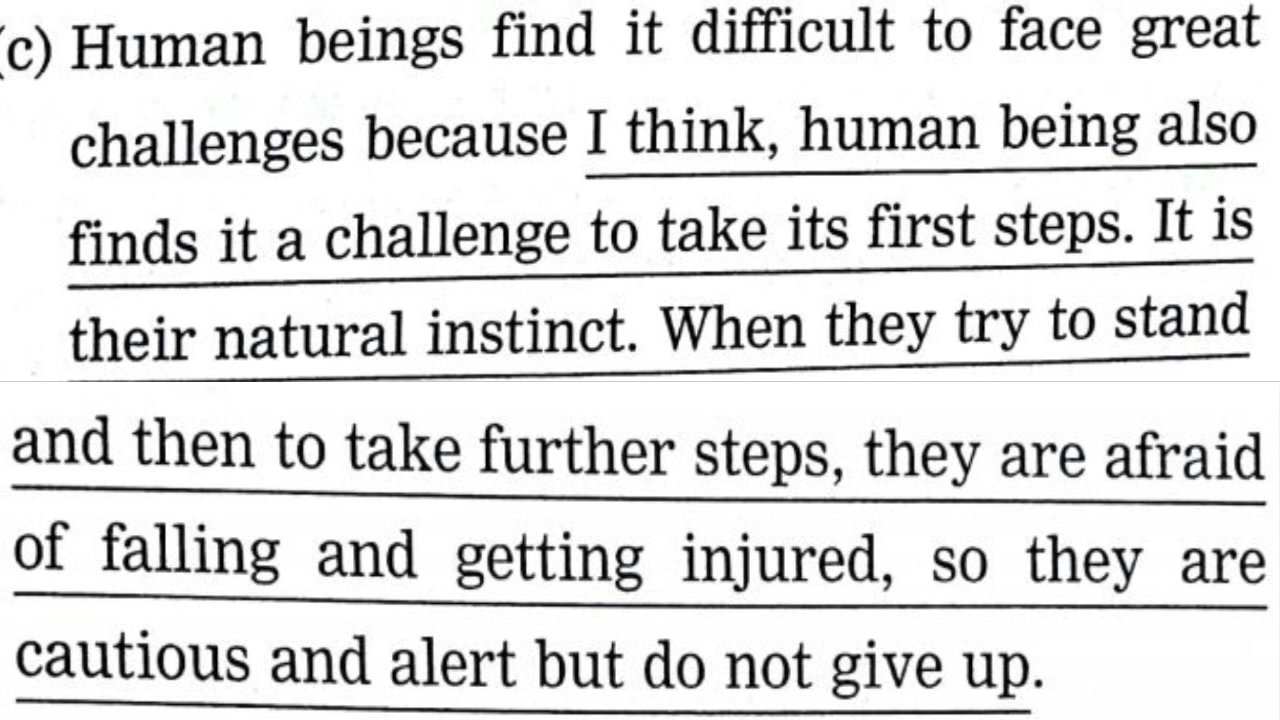 (c) Human beings find it difficult to face great
challenges because I think, human being also
finds it a challenge to take its first steps. It is
their natural instinct. When they try to stand
and then to take further steps, they are afraid
of falling and getting injured, so they are
cautious and alert but do not give up.